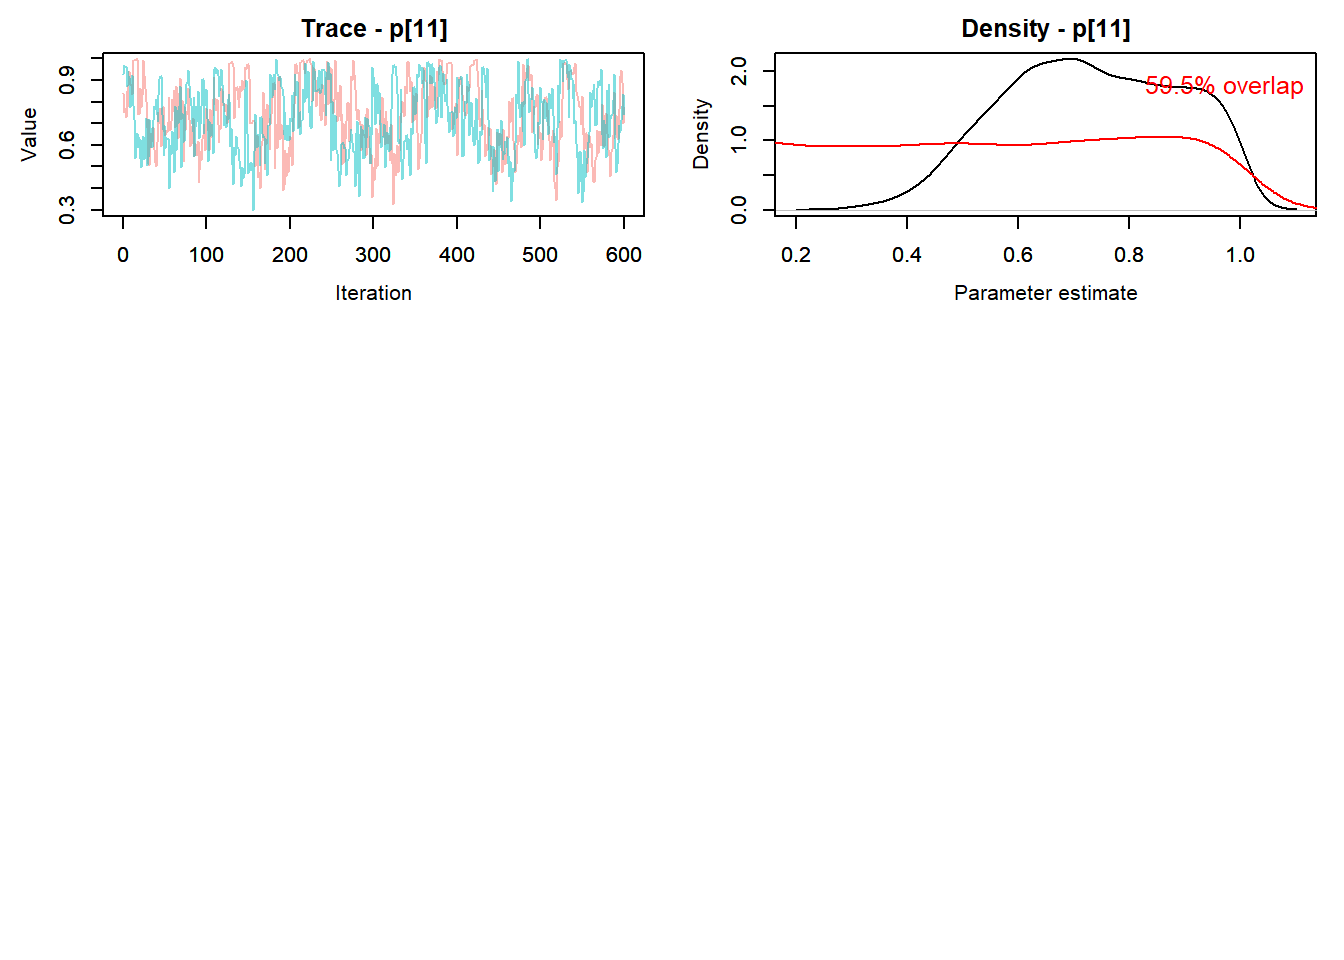 Trace - p[11]
Value
0.9
0.6
0.3
0 100 200 300 400 500 600
Iteration
Density - p[11]
59.5% overlap
Density
2.0
1.0
0.0
0.2 0.4 0.6 0.8 1.0
Parameter estimate